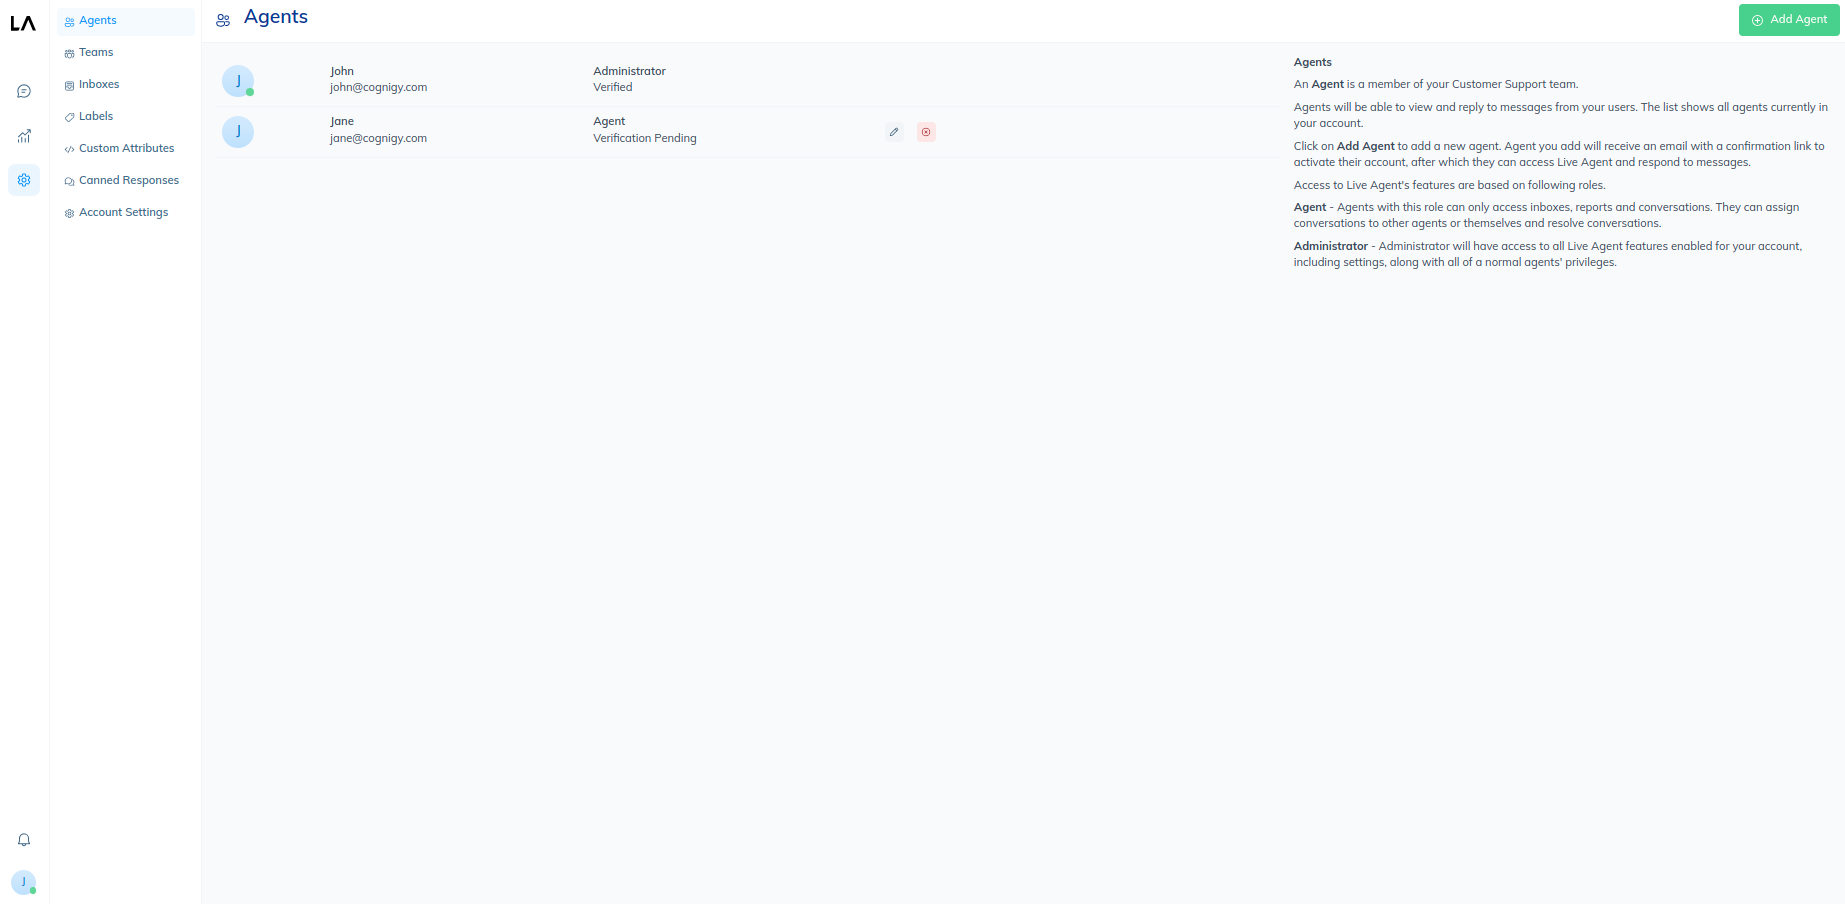 LA
Agents
Teams
Inboxes
Labels
Custom Attributes
Canned Responses
Account Settings
J
Agents
Add Agent
J
John
john@cognigy.com
Administrator
Verified
J
Jane
jane@cognigy.com
Agent
Verification Pending
Agents
An Agent is a member of your Customer Support team.
Agents will be able to view and reply to messages from your users. The list shows all agents currently in
your account.
Click on Add Agent to add a new agent. Agent you add will receive an email with a confirmation link to
activate their account, after which they can access Live Agent and respond to messages.
Access to Live Agent's features are based on following roles.
Agent - Agents with this role can only access inboxes, reports and conversations. They can assign
conversations to other agents or themselves and resolve conversations.
Administrator - Administrator will have access to all Live Agent features enabled for your account,
including settings, along with all of a normal agents' privileges.